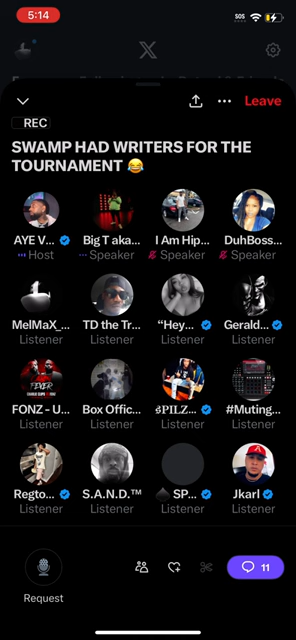 5:14
SOS
REC
Leave
SWAMP HAD WRITERS FOR THE
TOURNAMENT 😂
AYE V... Big T aka... I Am Hip... DuhBoss...
Host Speaker Speaker Speaker
MelMaX_... TD the Tr... “Hey... Gerald...
Listener Listener Listener Listener
FONZ - U... Box Offic... $PILZ... #Muting...
Listener Listener Listener Listener
Regto... S.A.N.D.™ ♠ SP... Jkarl
Listener Listener Listener Listener
11
Request